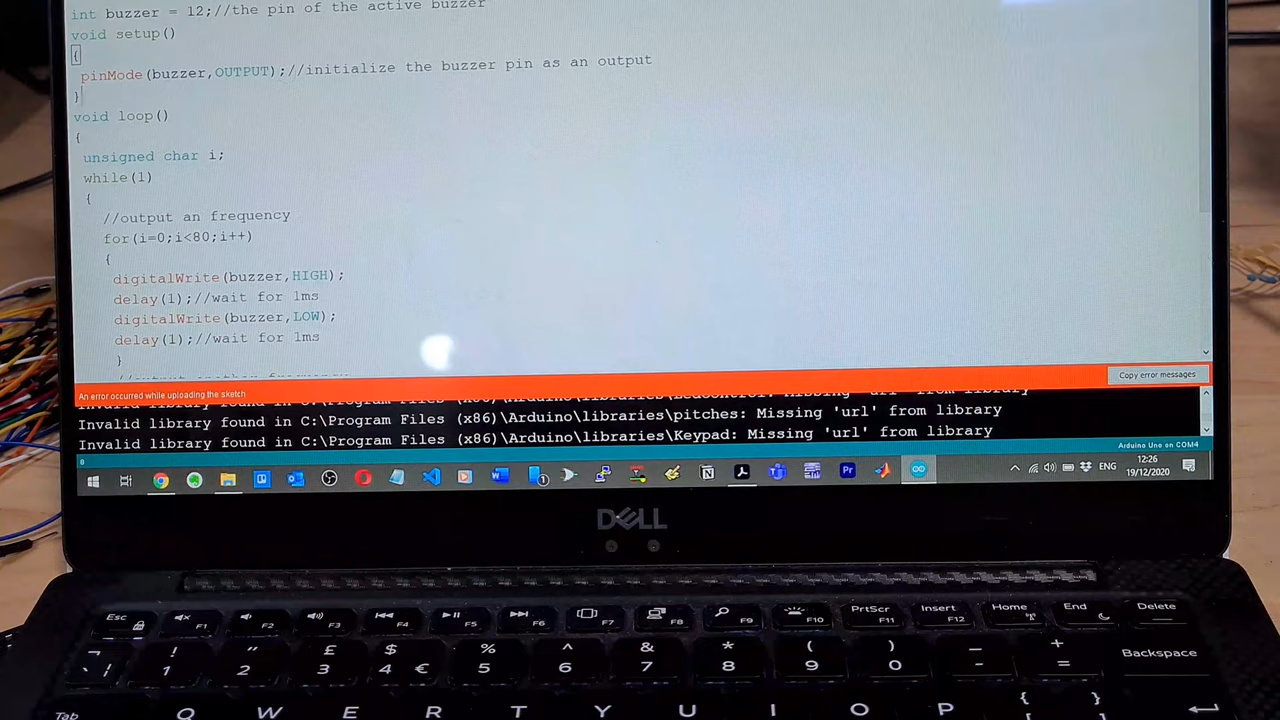 int buzzer = 12;//the pin of the active buzzer
void setup()
{
pinMode(buzzer,OUTPUT);//initialize the buzzer pin as an output
}
void loop()
{
unsigned char i;
while(1)
{
//output an frequency
for(i=0;i<80;i++)
{
digitalWrite(buzzer,HIGH);
delay(1);//wait for 1ms
digitalWrite(buzzer,LOW);
delay(1);//wait for 1ms
}
An error occurred while uploading the sketch
Copy error messages
Invalid library found in C:\Program Files (x86)\Arduino\libraries\pitches: Missing 'url' from library
Invalid library found in C:\Program Files (x86)\Arduino\libraries\Keypad: Missing 'url' from library
8
Arduino Uno on COM4
1
N
Pr
ENG
12:26
19/12/2020
DELL
Esc F1 F2 F3 F4 F5 F6 F7 F8 F9 F10 PrtScr F11 Insert F12 Home End Delete
¬ ` ¦ ! 1 " 2 £ 3 $ 4 € % 5 ^ 6 & 7 * 8 ( 9 ) 0 _ - + = Backspace
Tab Q W E R T Y U I O P { [ } ]